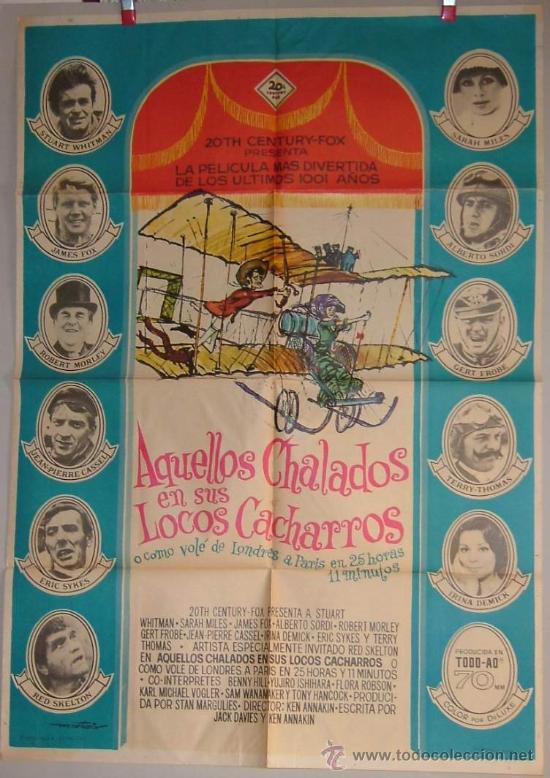 20th
CENTURY
FOX
20TH CENTURY-FOX
PRESENTA
LA PELICULA MAS DIVERTIDA
DE LOS ULTIMOS 1001 AÑOS
STUART WHITMAN
JAMES FOX
ROBERT MORLEY
JEAN-PIERRE CASSEL
ERIC SYKES
RED SKELTON
SARAH MILES
ALBERTO SORDI
GERT FROBE
TERRY-THOMAS
IRINA DEMICK
PRODUCIDA EN
TODD-AO
70 MM
COLOR POR DELUXE
Aquellos Chalados
en sus
Locos Cacharros
o como volé de Londres a Paris en 25 horas
11 minutos
20TH CENTURY-FOX PRESENTA A STUART
WHITMAN • SARAH MILES • JAMES FOX • ALBERTO SORDI • ROBERT MORLEY
GERT FROBE • JEAN-PIERRE CASSEL • IRINA DEMICK • ERIC SYKES Y TERRY
THOMAS • ARTISTA ESPECIALMENTE INVITADO RED SKELTON
EN AQUELLOS CHALADOS EN SUS LOCOS CACHARROS O
COMO VOLE DE LONDRES A PARIS EN 25 HORAS Y 11 MINUTOS
• CO-INTERPRETES BENNY HILL • YUJIRO ISHIHARA • FLORA ROBSON •
KARL MICHAEL VOGLER • SAM WANAMAKER Y TONY HANCOCK • PRODUCI-
DA POR STAN MARGULIES • DIRECTOR: KEN ANNAKIN • ESCRITA POR
JACK DAVIES Y KEN ANNAKIN
www.todocoleccion.net